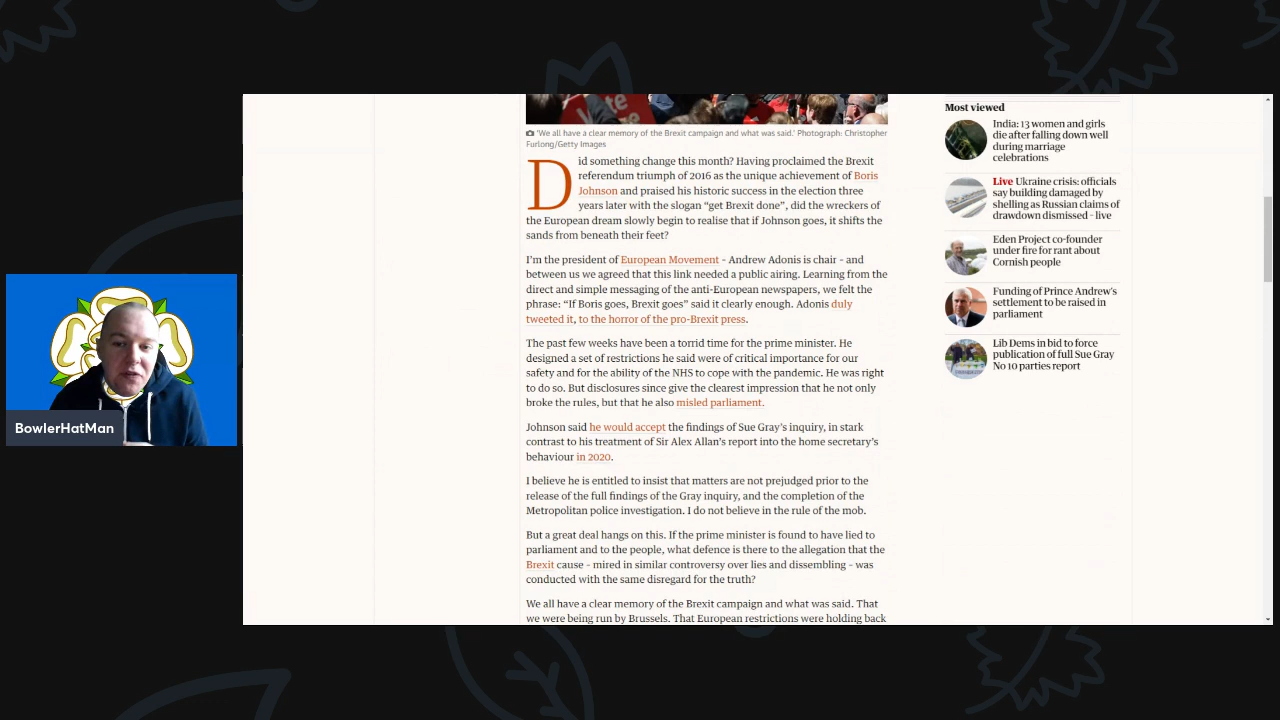 te
'We all have a clear memory of the Brexit campaign and what was said.' Photograph: Christopher
Furlong/Getty Images
Did something change this month? Having proclaimed the Brexit
referendum triumph of 2016 as the unique achievement of Boris
Johnson and praised his historic success in the election three
years later with the slogan “get Brexit done”, did the wreckers of
the European dream slowly begin to realise that if Johnson goes, it shifts the
sands from beneath their feet?
I’m the president of European Movement – Andrew Adonis is chair – and
between us we agreed that this link needed a public airing. Learning from the
direct and simple messaging of the anti-European newspapers, we felt the
phrase: “If Boris goes, Brexit goes” said it clearly enough. Adonis duly
tweeted it, to the horror of the pro-Brexit press.
The past few weeks have been a torrid time for the prime minister. He
designed a set of restrictions he said were of critical importance for our
safety and for the ability of the NHS to cope with the pandemic. He was right
to do so. But disclosures since give the clearest impression that he not only
broke the rules, but that he also misled parliament.
Johnson said he would accept the findings of Sue Gray’s inquiry, in stark
contrast to his treatment of Sir Alex Allan’s report into the home secretary’s
behaviour in 2020.
I believe he is entitled to insist that matters are not prejudged prior to the
release of the full findings of the Gray inquiry, and the completion of the
Metropolitan police investigation. I do not believe in the rule of the mob.
But a great deal hangs on this. If the prime minister is found to have lied to
parliament and to the people, what defence is there to the allegation that the
Brexit cause – mired in similar controversy over lies and dissembling – was
conducted with the same disregard for the truth?
We all have a clear memory of the Brexit campaign and what was said. That
we were being run by Brussels. That European restrictions were holding back
Most viewed
India: 13 women and girls
die after falling down well
during marriage
celebrations
Live Ukraine crisis: officials
say building damaged by
shelling as Russian claims of
drawdown dismissed – live
Eden Project co-founder
under fire for rant about
Cornish people
Funding of Prince Andrew’s
settlement to be raised in
parliament
Lib Dems in bid to force
publication of full Sue Gray
No 10 parties report
BowlerHatMan